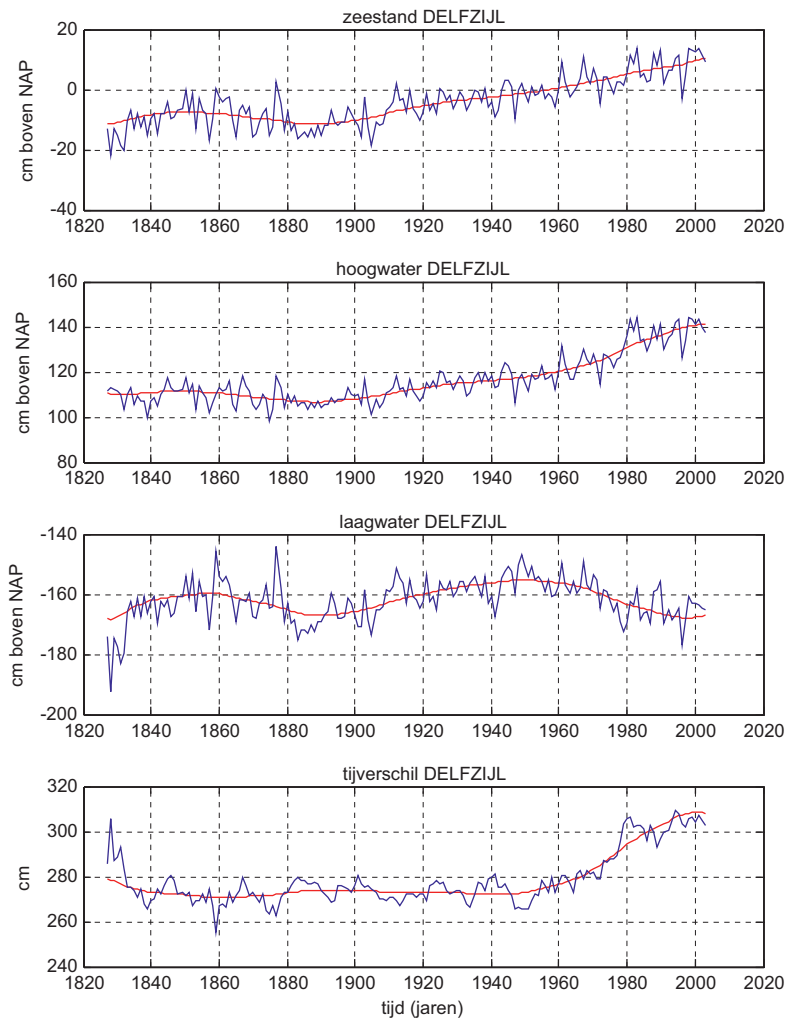 zeestand DELFZIJL
20
0
-20
-40
cm boven NAP
1820 1840 1860 1880 1900 1920 1940 1960 1980 2000 2020
hoogwater DELFZIJL
160
140
120
100
80
cm boven NAP
1820 1840 1860 1880 1900 1920 1940 1960 1980 2000 2020
laagwater DELFZIJL
-140
-160
-180
-200
cm boven NAP
1820 1840 1860 1880 1900 1920 1940 1960 1980 2000 2020
tijverschil DELFZIJL
320
300
280
260
240
cm
1820 1840 1860 1880 1900 1920 1940 1960 1980 2000 2020
tijd (jaren)